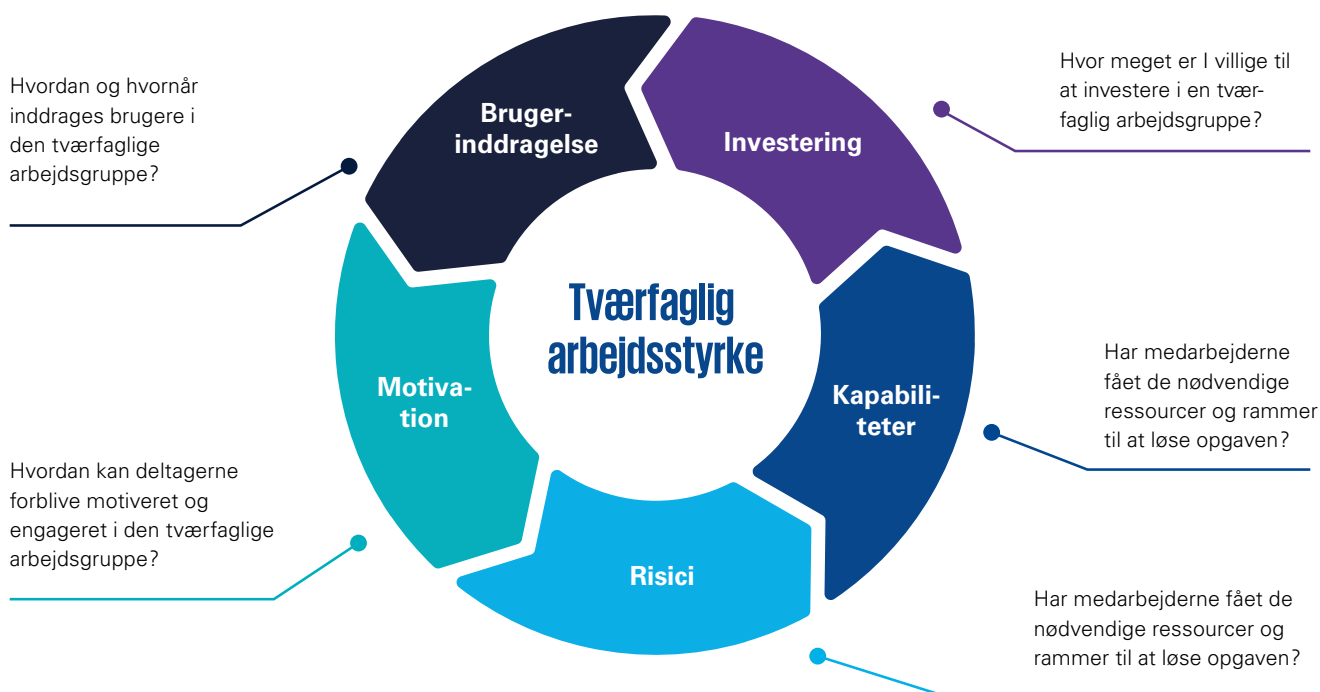 Hvordan og hvornår
inddrages brugere i
den tværfaglige
arbejdsgruppe?
Bruger-
inddragelse
Investering
Hvor meget er I villige til
at investere i en tvær-
faglig arbejdsgruppe?
Tværfaglig
arbejdsstyrke
Motiva-
tion
Kapabili-
teter
Har medarbejderne
fået de nødvendige
ressourcer og rammer
til at løse opgaven?
Hvordan kan deltagerne
forblive motiveret og
engageret i den tværfaglige
arbejdsgruppe?
Risici
Har medarbejderne fået de
nødvendige ressourcer og
rammer til at løse opgaven?